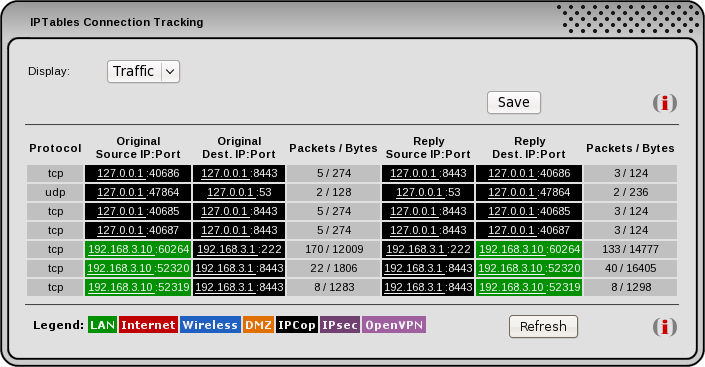 IPTables Connection Tracking
Display: Traffic
Save
(i)
Protocol Original Source IP:Port Original Dest. IP:Port Packets / Bytes Reply Source IP:Port Reply Dest. IP:Port Packets / Bytes
tcp 127.0.0.1 :40686 127.0.0.1 :8443 5 / 274 127.0.0.1 :8443 127.0.0.1 :40686 3 / 124
udp 127.0.0.1 :47864 127.0.0.1 :53 2 / 128 127.0.0.1 :53 127.0.0.1 :47864 2 / 236
tcp 127.0.0.1 :40685 127.0.0.1 :8443 5 / 274 127.0.0.1 :8443 127.0.0.1 :40685 3 / 124
tcp 127.0.0.1 :40687 127.0.0.1 :8443 5 / 274 127.0.0.1 :8443 127.0.0.1 :40687 3 / 124
tcp 192.168.3.10 :60264 192.168.3.1 :222 170 / 12009 192.168.3.1 :222 192.168.3.10 :60264 133 / 14777
tcp 192.168.3.10 :52320 192.168.3.1 :8443 22 / 1806 192.168.3.1 :8443 192.168.3.10 :52320 40 / 16405
tcp 192.168.3.10 :52319 192.168.3.1 :8443 8 / 1283 192.168.3.1 :8443 192.168.3.10 :52319 8 / 1298
Legend: LAN Internet Wireless DMZ IPCop IPsec OpenVPN
Refresh
(i)